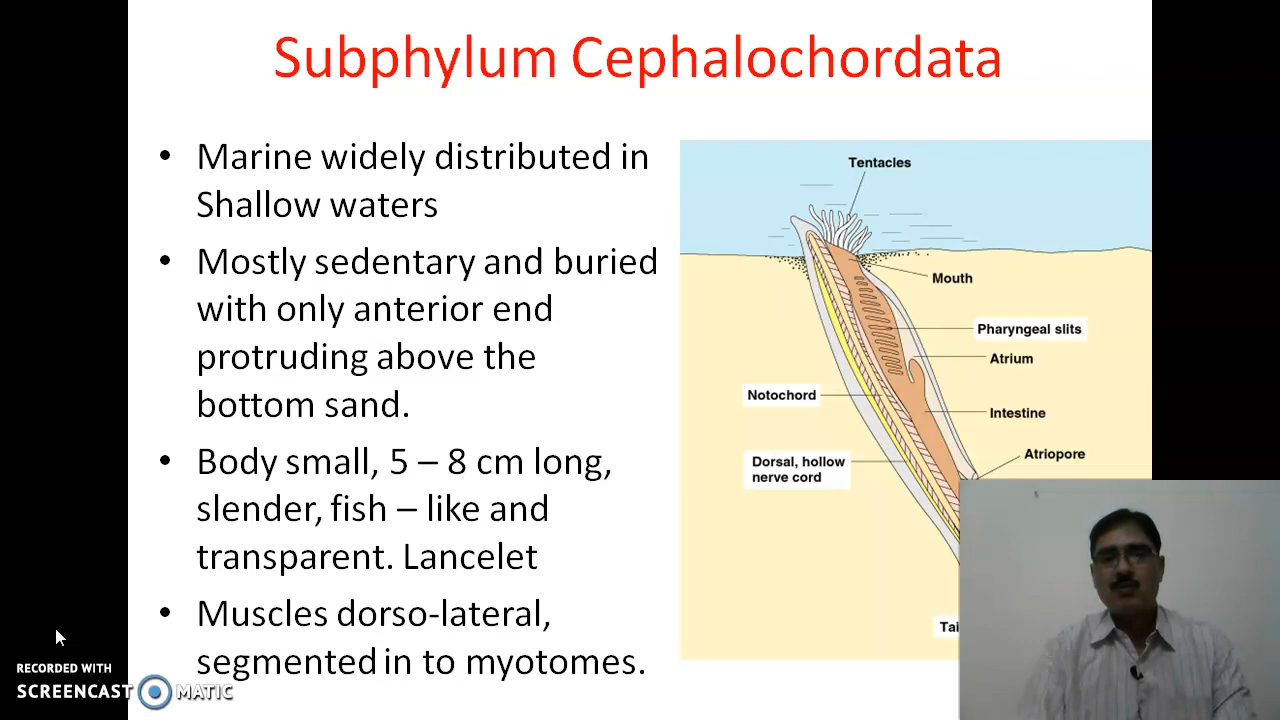 Subphylum Cephalochordata
• Marine widely distributed in
Shallow waters
• Mostly sedentary and buried
with only anterior end
protruding above the
bottom sand.
• Body small, 5 – 8 cm long,
slender, fish – like and
transparent. Lancelet
• Muscles dorso-lateral,
segmented in to myotomes.
Tentacles
Mouth
Pharyngeal slits
Atrium
Notochord
Intestine
Atriopore
Dorsal, hollow
nerve cord
RECORDED WITH
SCREENCAST MATIC